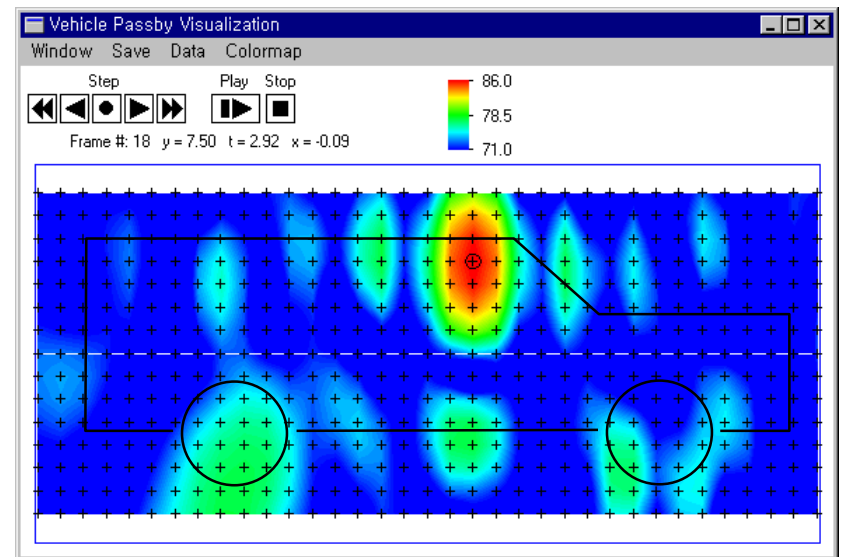 Vehicle Passby Visualization
Window Save Data Colormap
Step Play Stop
Frame #: 18 y = 7.50 t = 2.92 x = -0.09
86.0
78.5
71.0